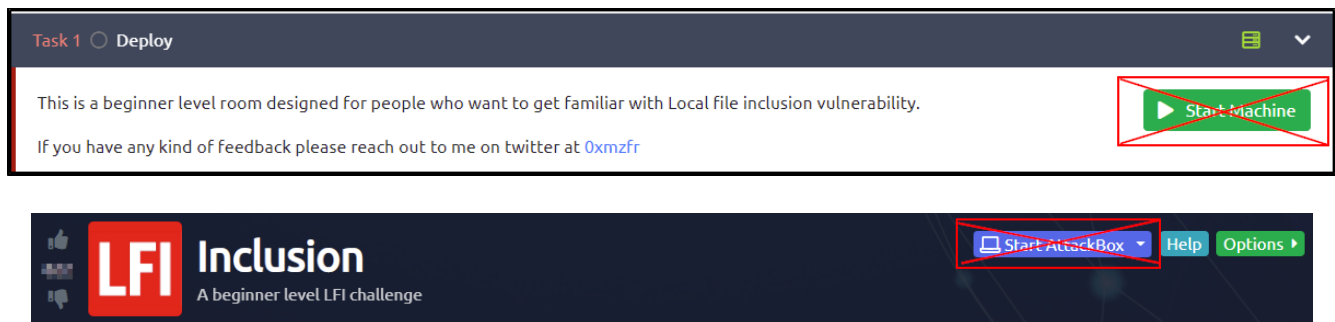 Task 1 Deploy
This is a beginner level room designed for people who want to get familiar with Local file inclusion vulnerability.
Start Machine
If you have any kind of feedback please reach out to me on twitter at 0xmzfr
LFI
Inclusion
A beginner level LFI challenge
Start AttackBox
Help
Options